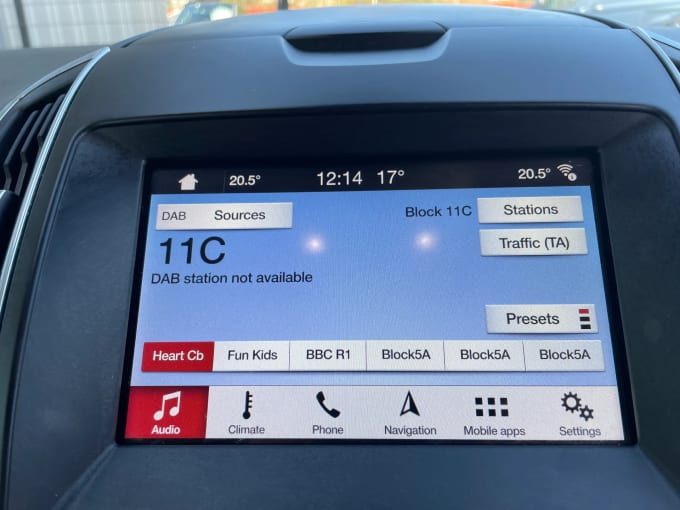 20.5° 12:14 17° 20.5°
DAB Sources Block 11C Stations
11C Traffic (TA)
DAB station not available
Presets
Heart Cb Fun Kids BBC R1 Block5A Block5A Block5A
Audio Climate Phone Navigation Mobile apps Settings